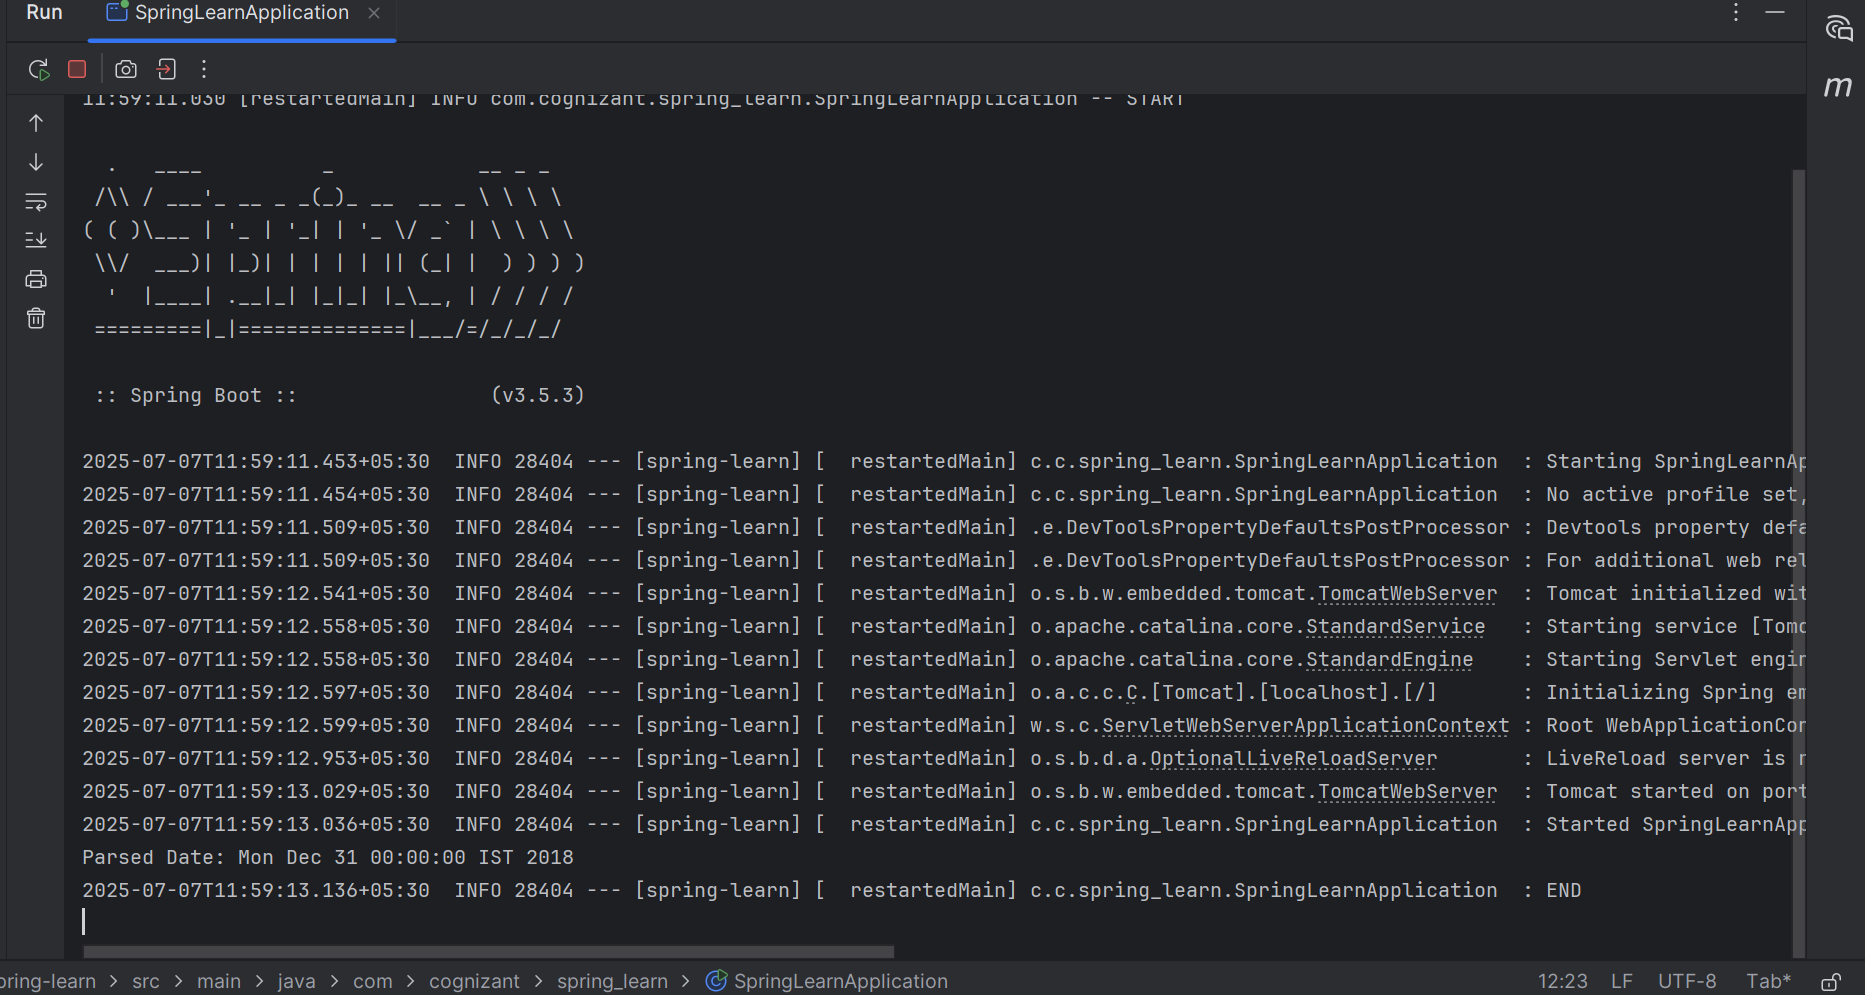 Run SpringLearnApplication
11:59:11.030 [restartedMain] INFO com.cognizant.spring_learn.SpringLearnApplication -- START
  .   ____          _            __ _ _
 /\\ / ___'_ __ _ _(_)_ __  __ _ \ \ \ \
( ( )\___ | '_ | '_| | '_ \/ _` | \ \ \ \
 \\/  ___)| |_)| | | | | || (_| |  ) ) ) )
  '  |____| .__|_| |_|_| |_\__, | / / / /
 =========|_|==============|___/=/_/_/_/
 :: Spring Boot ::                (v3.5.3)
2025-07-07T11:59:11.453+05:30  INFO 28404 --- [spring-learn] [  restartedMain] c.c.spring_learn.SpringLearnApplication  : Starting SpringLearnAp
2025-07-07T11:59:11.454+05:30  INFO 28404 --- [spring-learn] [  restartedMain] c.c.spring_learn.SpringLearnApplication  : No active profile set,
2025-07-07T11:59:11.509+05:30  INFO 28404 --- [spring-learn] [  restartedMain] .e.DevToolsPropertyDefaultsPostProcessor : Devtools property defa
2025-07-07T11:59:11.509+05:30  INFO 28404 --- [spring-learn] [  restartedMain] .e.DevToolsPropertyDefaultsPostProcessor : For additional web rel
2025-07-07T11:59:12.541+05:30  INFO 28404 --- [spring-learn] [  restartedMain] o.s.b.w.embedded.tomcat.TomcatWebServer  : Tomcat initialized wit
2025-07-07T11:59:12.558+05:30  INFO 28404 --- [spring-learn] [  restartedMain] o.apache.catalina.core.StandardService   : Starting service [Tomc
2025-07-07T11:59:12.558+05:30  INFO 28404 --- [spring-learn] [  restartedMain] o.apache.catalina.core.StandardEngine    : Starting Servlet engin
2025-07-07T11:59:12.597+05:30  INFO 28404 --- [spring-learn] [  restartedMain] o.a.c.c.C.[Tomcat].[localhost].[/]       : Initializing Spring em
2025-07-07T11:59:12.599+05:30  INFO 28404 --- [spring-learn] [  restartedMain] w.s.c.ServletWebServerApplicationContext : Root WebApplicationCon
2025-07-07T11:59:12.953+05:30  INFO 28404 --- [spring-learn] [  restartedMain] o.s.b.d.a.OptionalLiveReloadServer       : LiveReload server is r
2025-07-07T11:59:13.029+05:30  INFO 28404 --- [spring-learn] [  restartedMain] o.s.b.w.embedded.tomcat.TomcatWebServer  : Tomcat started on port
2025-07-07T11:59:13.036+05:30  INFO 28404 --- [spring-learn] [  restartedMain] c.c.spring_learn.SpringLearnApplication  : Started SpringLearnApp
Parsed Date: Mon Dec 31 00:00:00 IST 2018
2025-07-07T11:59:13.136+05:30  INFO 28404 --- [spring-learn] [  restartedMain] c.c.spring_learn.SpringLearnApplication  : END
pring-learn > src > main > java > com > cognizant > spring_learn > SpringLearnApplication 12:23 LF UTF-8 Tab*